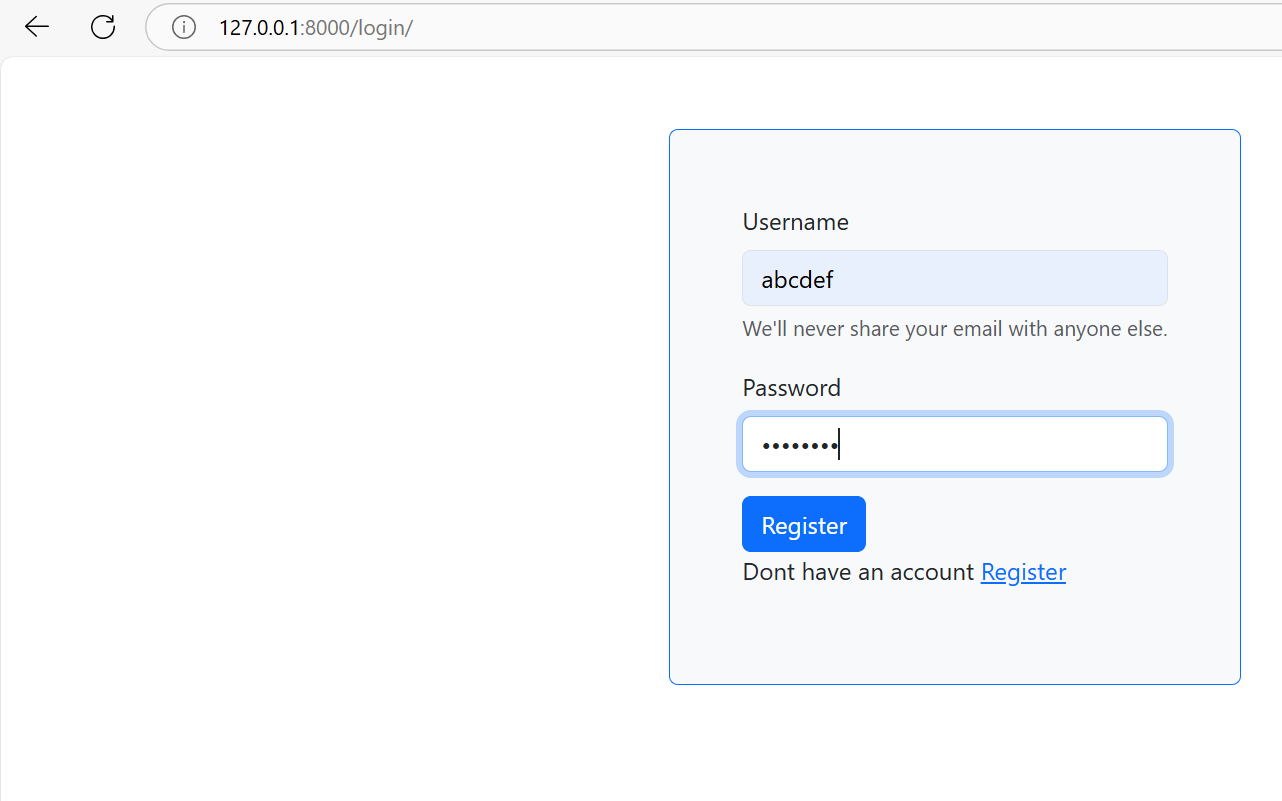 127.0.0.1:8000/login/
Username
abcdef
We'll never share your email with anyone else.
Password
••••••••
Register
Dont have an account Register